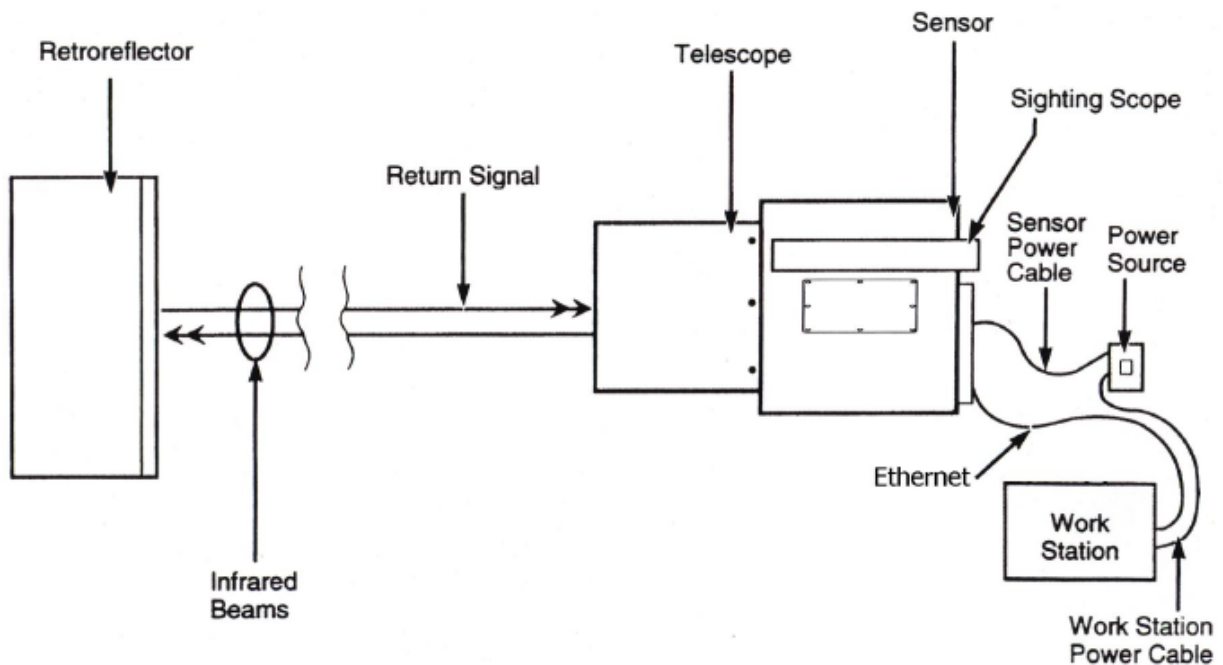 Sensor
Retroreflector
Telescope
Sighting Scope
Return Signal
Sensor
Power
Cable
Power
Source
Ethernet
Work
Station
Infrared
Beams
Work Station
Power Cable